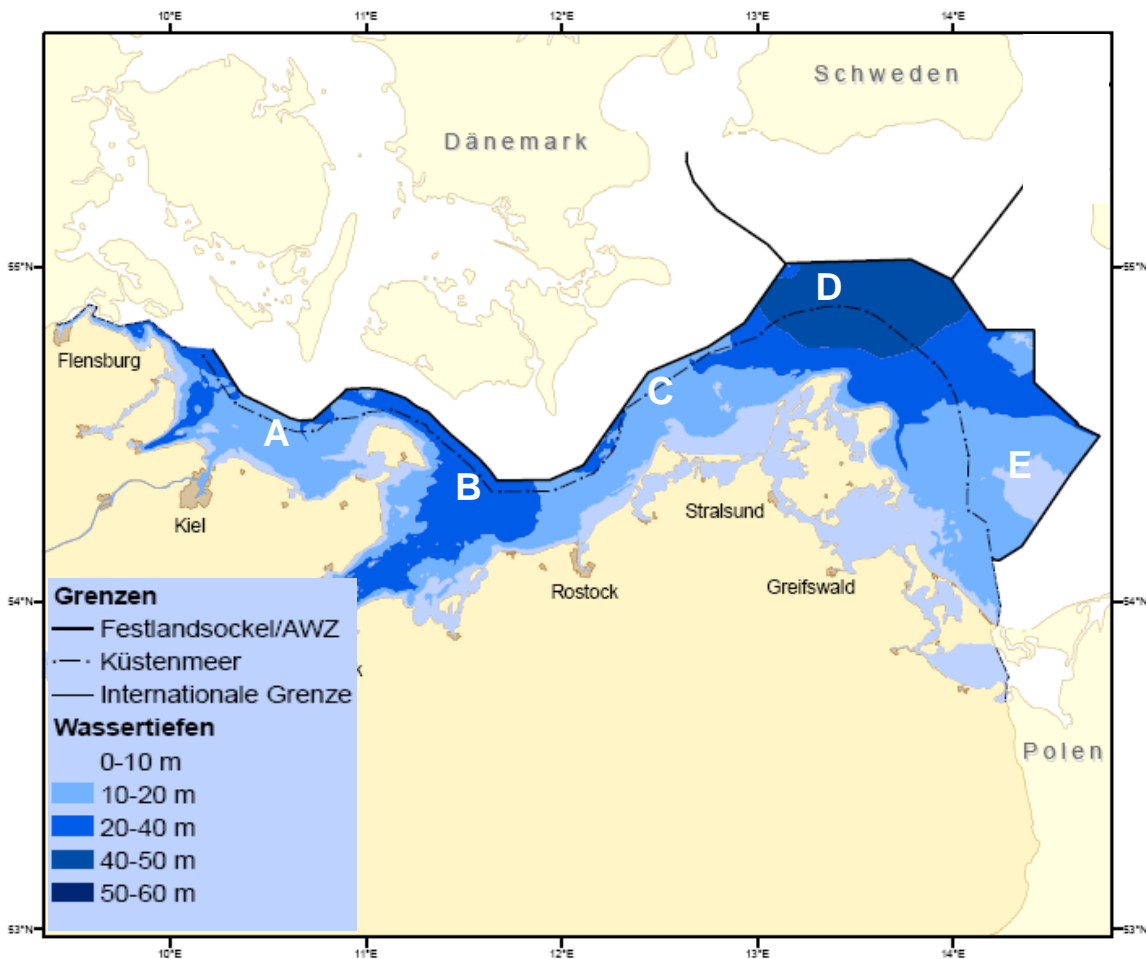 10°E 11°E 12°E 13°E 14°E
Schweden
Dänemark
55°N 55°N
D
Flensburg
C
A
E
B
Kiel
Stralsund
Rostock
Greifswald
54°N 54°N
Grenzen
Festlandsockel/AWZ
Küstenmeer
k
Internationale Grenze
Wassertiefen
Polen
0-10 m
10-20 m
20-40 m
40-50 m
50-60 m
53°N 53°N
10°E 11°E 12°E 13°E 14°E